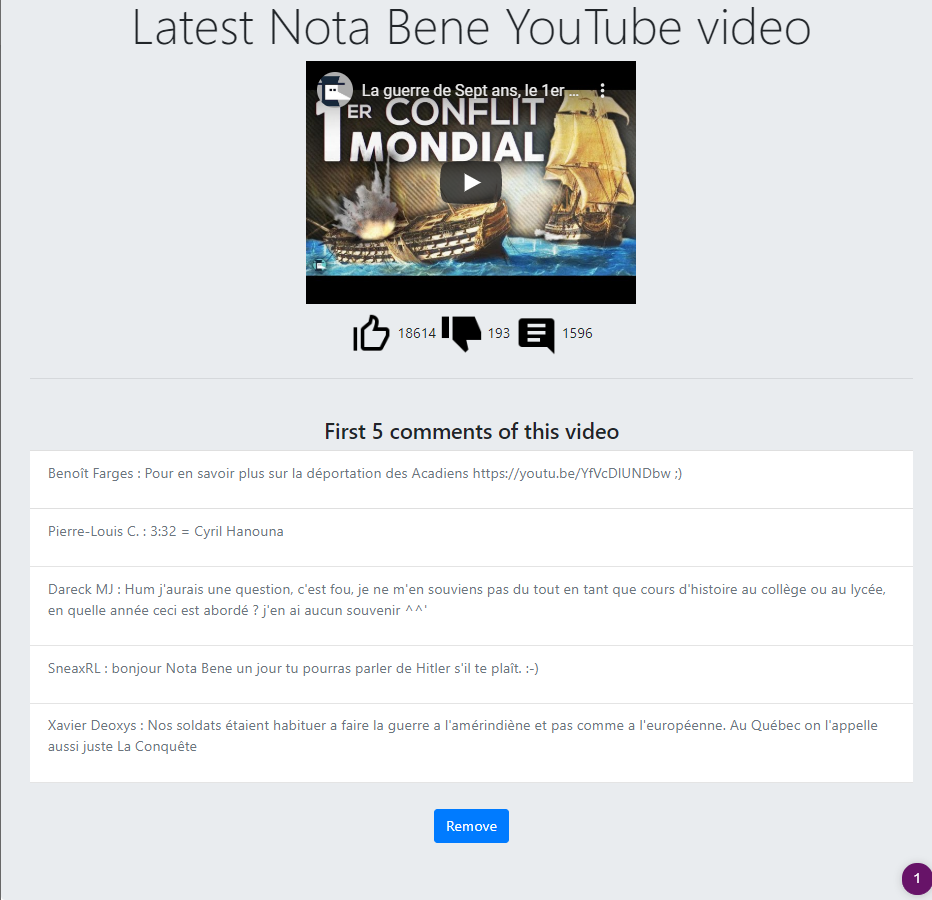 Latest Nota Bene YouTube video
La guerre de Sept ans, le 1er ...
1ER CONFLIT
MONDIAL
18614 193 1596
First 5 comments of this video
Benoît Farges : Pour en savoir plus sur la déportation des Acadiens https://youtu.be/YfVcDIUNDbw ;)
Pierre-Louis C. : 3:32 = Cyril Hanouna
Dareck MJ : Hum j'aurais une question, c'est fou, je ne m'en souviens pas du tout en tant que cours d'histoire au collège ou au lycée,
en quelle année ceci est abordé ? j'en ai aucun souvenir ^^'
SneaxRL : bonjour Nota Bene un jour tu pourras parler de Hitler s'il te plaît. :-)
Xavier Deoxys : Nos soldats étaient habituer a faire la guerre a l'amérindiène et pas comme a l'européenne. Au Québec on l'appelle
aussi juste La Conquête
Remove
1